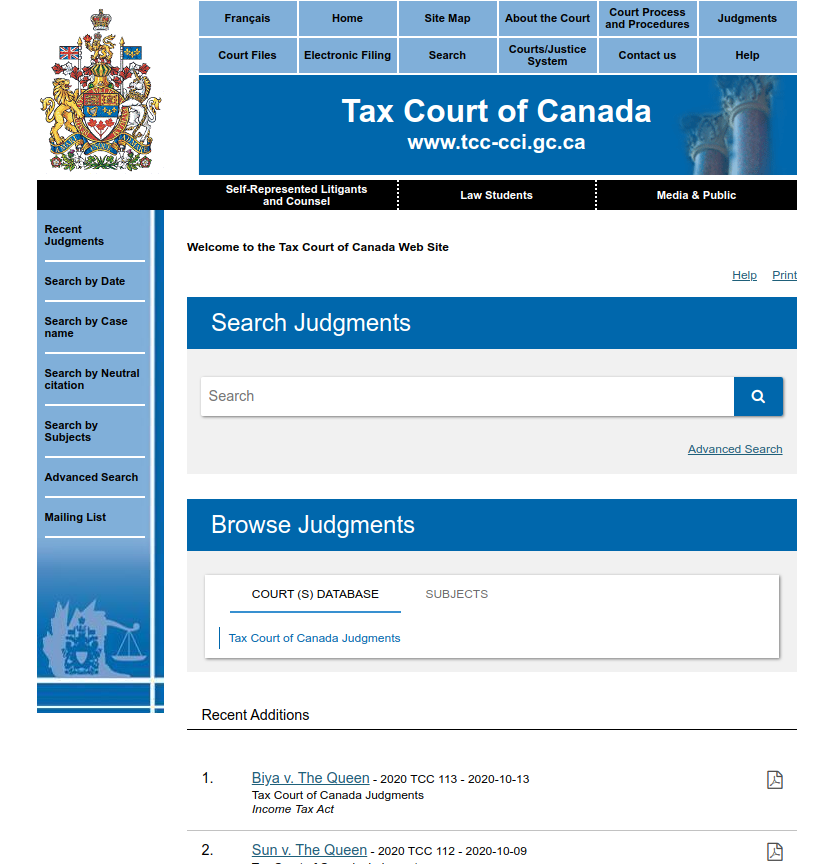 Français
Home
Site Map
About the Court
Court Process
and Procedures
Judgments
Court Files
Electronic Filing
Search
Courts/Justice
System
Contact us
Help
Tax Court of Canada
www.tcc-cci.gc.ca
Self-Represented Litigants
and Counsel
Law Students
Media & Public
Recent
Judgments
Search by Date
Search by Case
name
Search by Neutral
citation
Search by
Subjects
Advanced Search
Mailing List
Welcome to the Tax Court of Canada Web Site
Help Print
Search Judgments
Search
Advanced Search
Browse Judgments
COURT (S) DATABASE SUBJECTS
Tax Court of Canada Judgments
Recent Additions
1. Biya v. The Queen - 2020 TCC 113 - 2020-10-13
Tax Court of Canada Judgments
Income Tax Act
2. Sun v. The Queen - 2020 TCC 112 - 2020-10-09